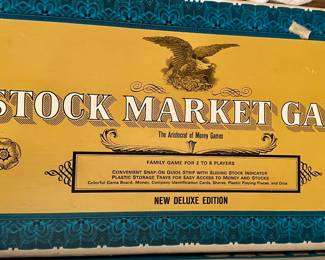 STOCK MARKET GA
The Aristocrat of Money Games
FAMILY GAME FOR 2 TO 8 PLAYERS
CONVENIENT SNAP-ON GUIDE STRIP WITH SLIDING STOCK INDICATOR
PLASTIC STORAGE TRAYS FOR EASY ACCESS TO MONEY AND STOCKS
Colorful Game Board, Money, Company Identification Cards, Shares, Plastic Playing Pieces, and Dice.
NEW DELUXE EDITION